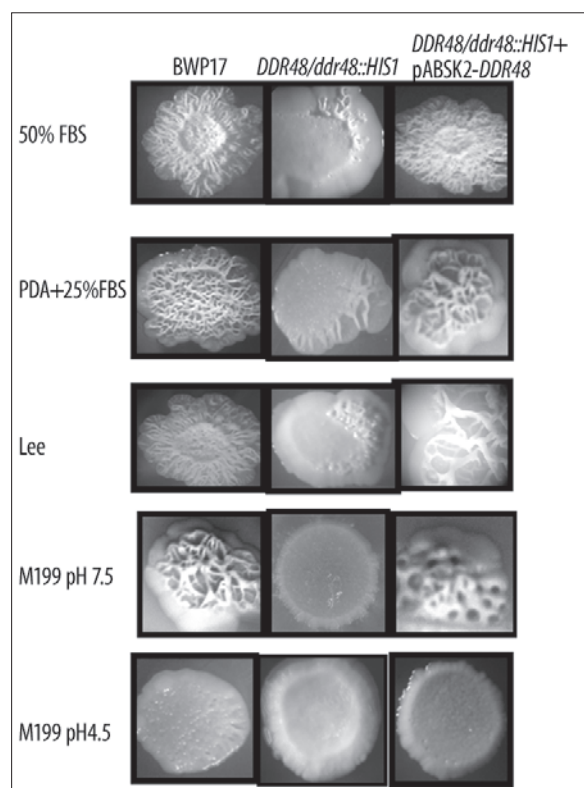 BWP17
DDR48/ddr48::HIS1
DDR48/ddr48::HIS1+
pABSK2-DDR48
50% FBS
PDA+25%FBS
Lee
M199 pH 7.5
M199 pH4.5